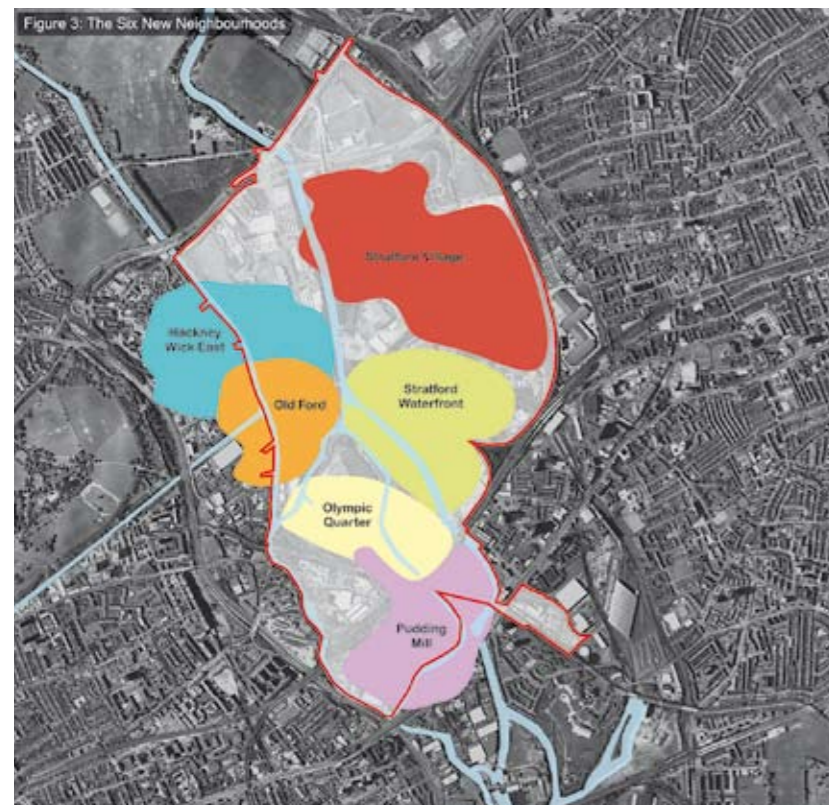 Figure 3: The Six New Neighbourhoods
Stratford Village
Hackney
Wick East
Old Ford
Stratford
Waterfront
Olympic
Quarter
Pudding
Mill